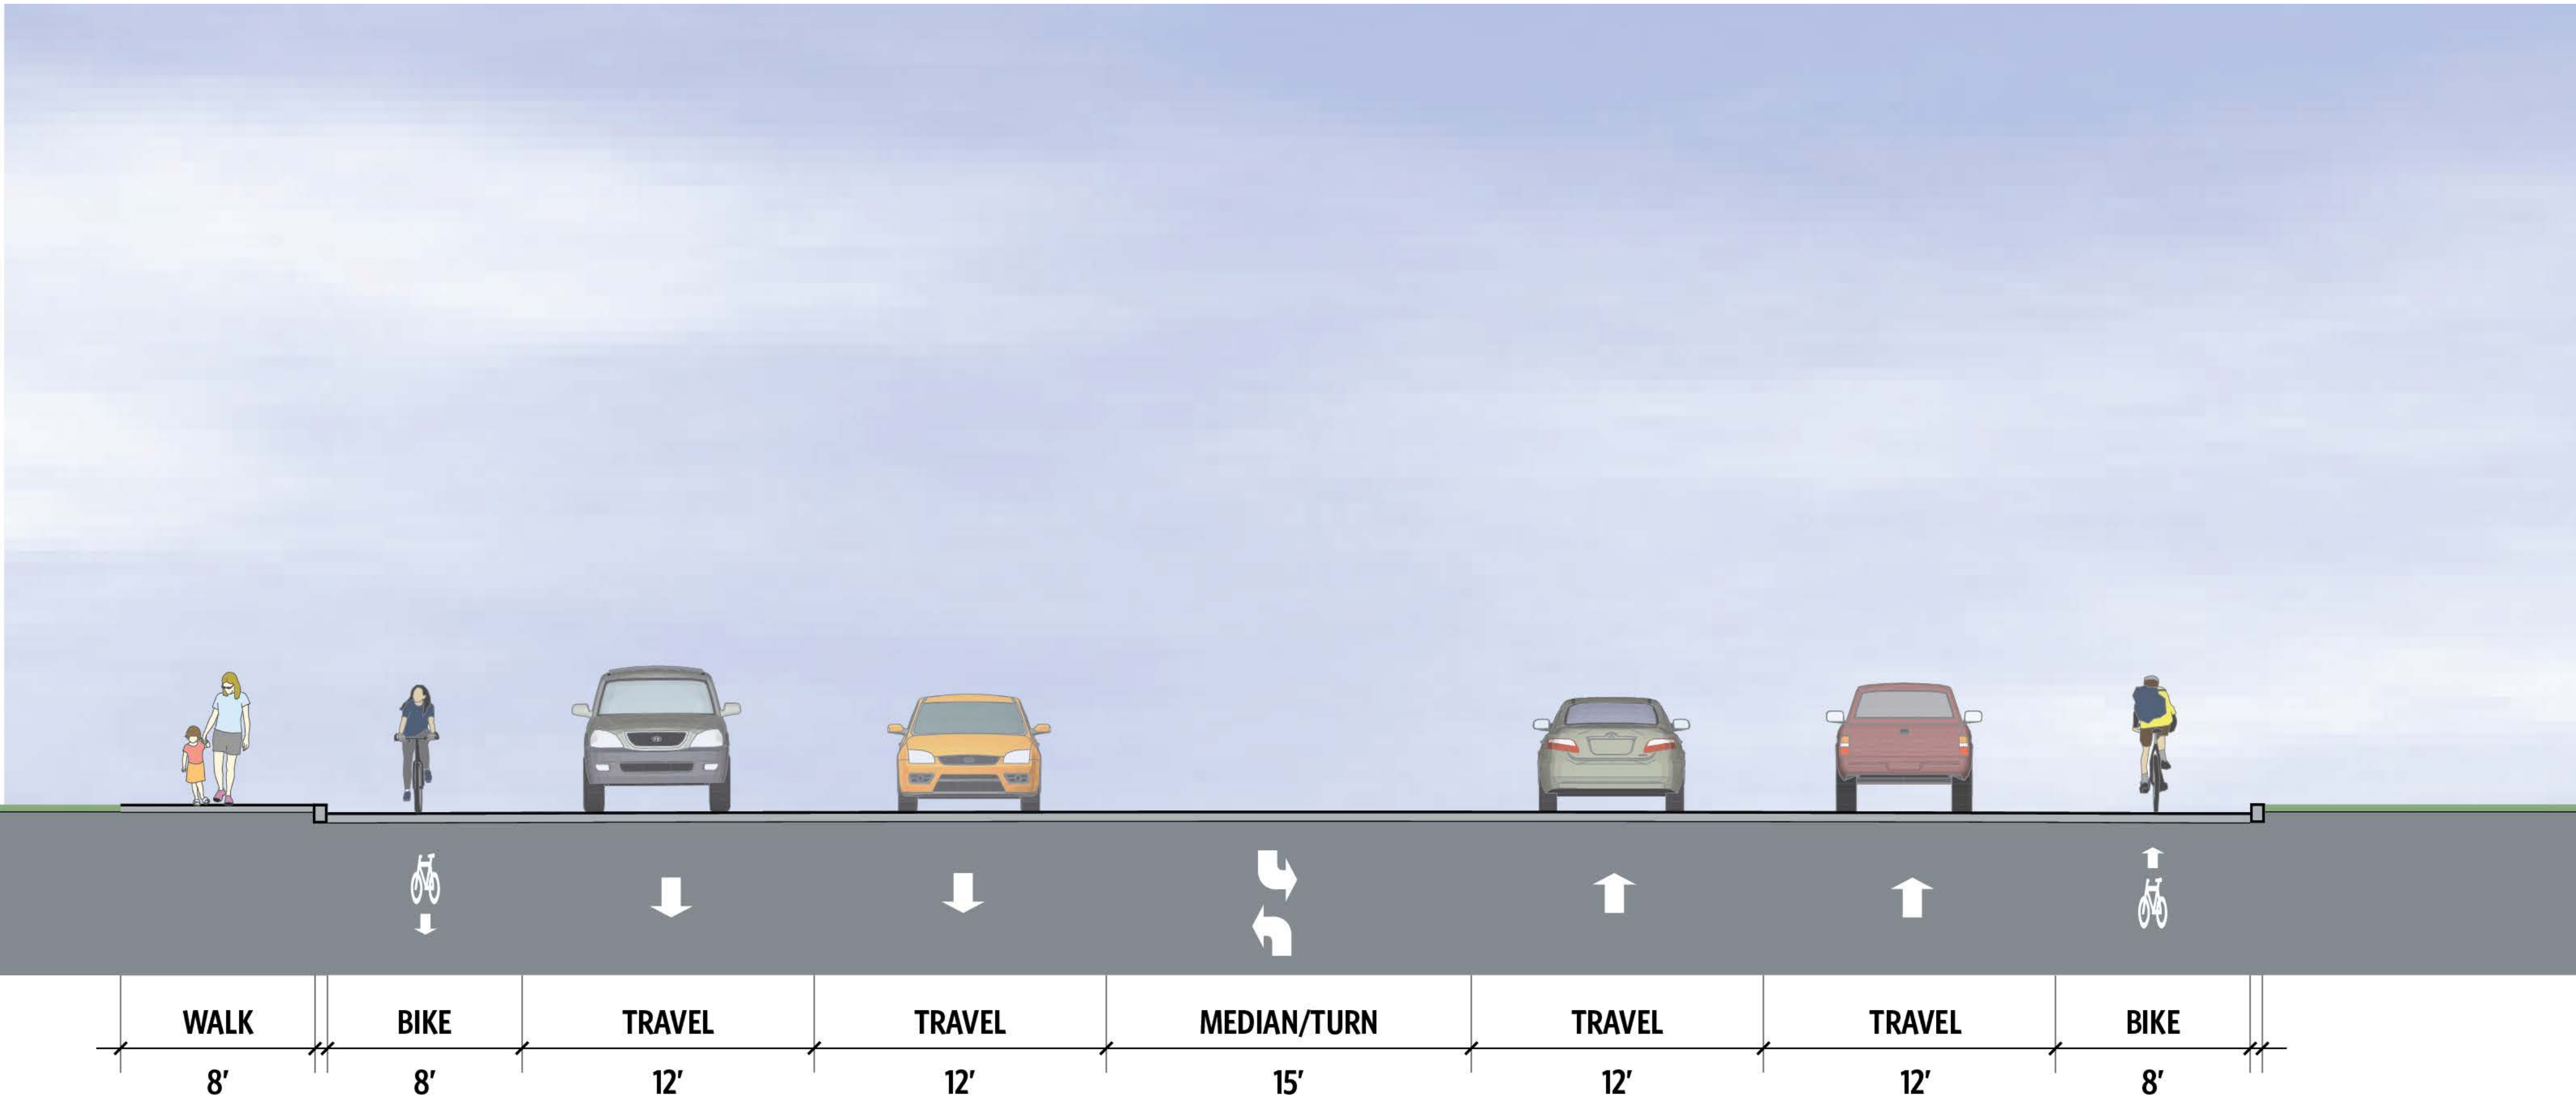 WALK BIKE TRAVEL TRAVEL MEDIAN/TURN TRAVEL TRAVEL BIKE
8′ 8′ 12′ 12′ 15′ 12′ 12′ 8′